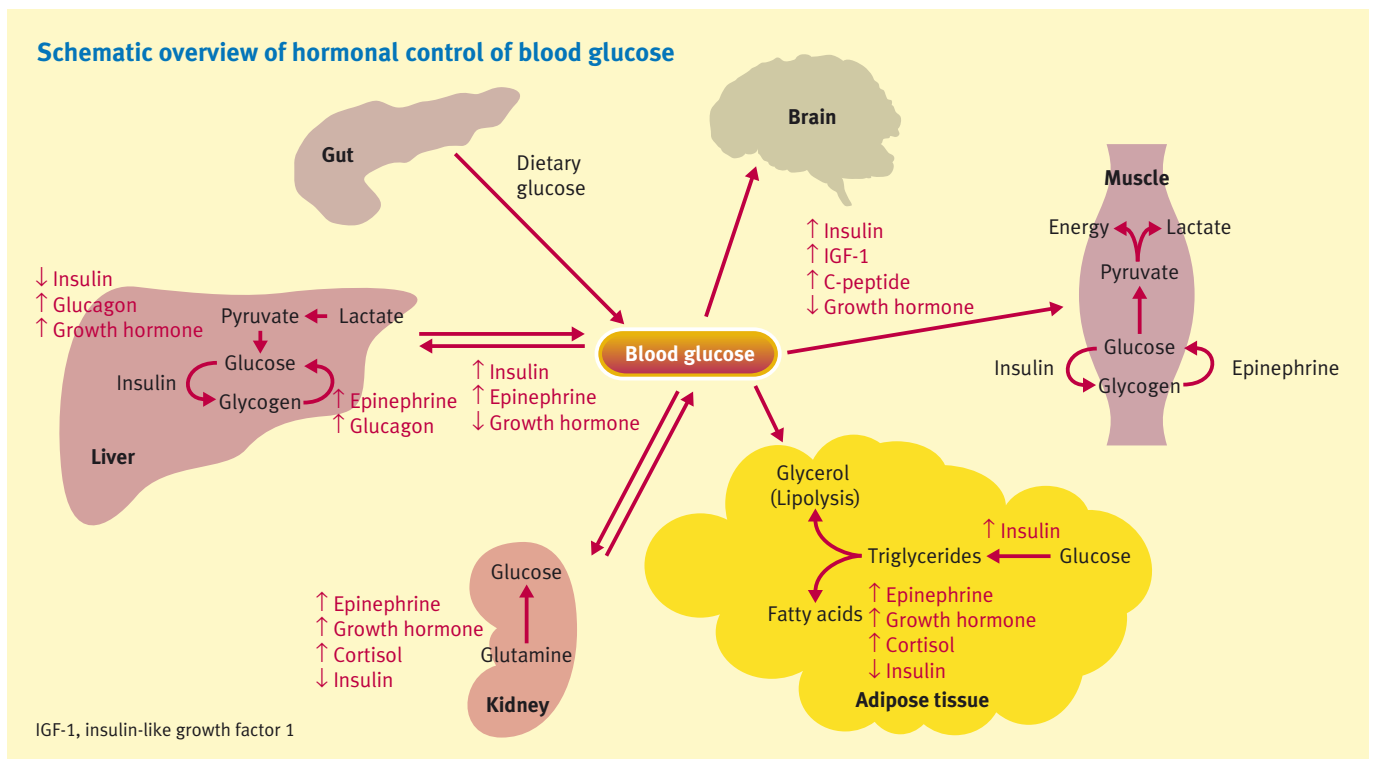 Schematic overview of hormonal control of blood glucose
Gut
Dietary
glucose
Brain
↑ Insulin
↑ IGF-1
↑ C-peptide
↓ Growth hormone
Muscle
Energy
Lactate
Pyruvate
Glucose
Insulin
Glycogen
Epinephrine
↓ Insulin
↑ Glucagon
↑ Growth hormone
Pyruvate
Lactate
Glucose
Insulin
Glycogen
↑ Epinephrine
↑ Glucagon
Liver
Blood glucose
↑ Insulin
↑ Epinephrine
↓ Growth hormone
Glucose
↑ Epinephrine
↑ Growth hormone
↑ Cortisol
↓ Insulin
Glutamine
Kidney
Glycerol
(Lipolysis)
↑ Insulin
Triglycerides
Glucose
Fatty acids
↑ Epinephrine
↑ Growth hormone
↑ Cortisol
↓ Insulin
Adipose tissue
IGF-1, insulin-like growth factor 1